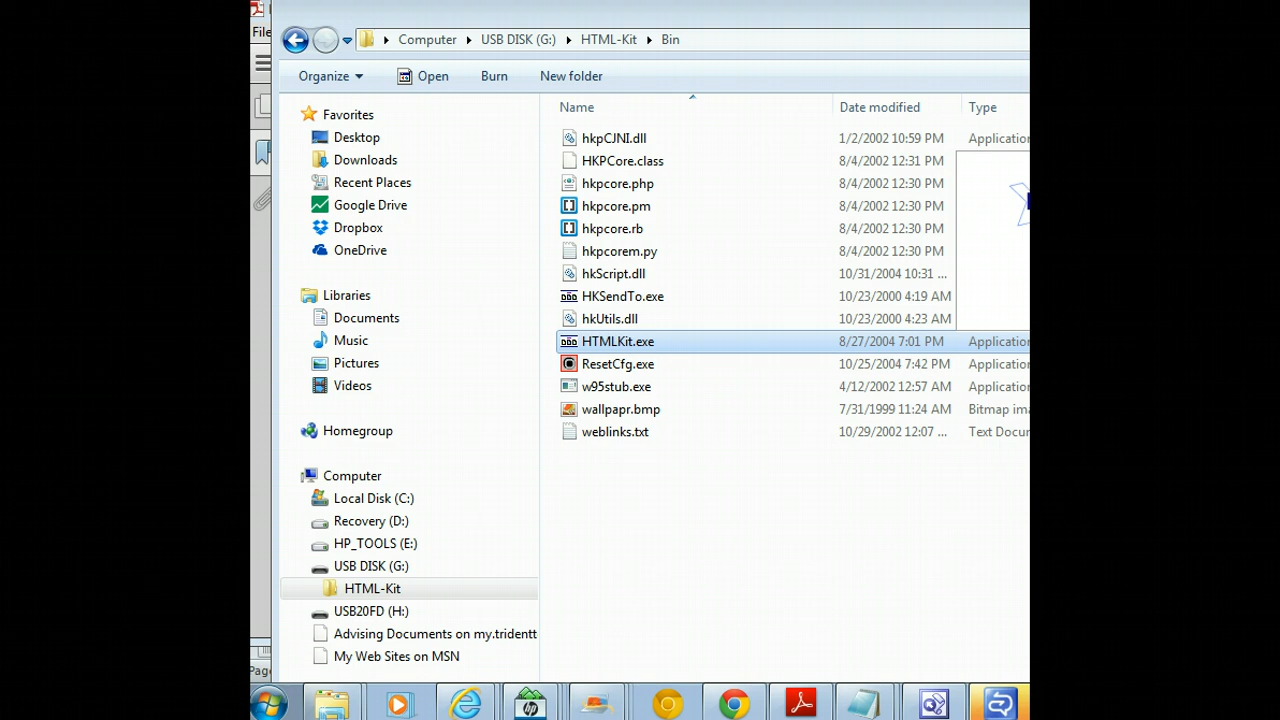 File
Computer USB DISK (G:) HTML-Kit Bin
Organize Open Burn New folder
Name Date modified Type
Favorites
Desktop
Downloads
Recent Places
Google Drive
Dropbox
OneDrive
Libraries
Documents
Music
Pictures
Videos
Homegroup
Computer
Local Disk (C:)
Recovery (D:)
HP_TOOLS (E:)
USB DISK (G:)
HTML-Kit
USB20FD (H:)
Advising Documents on my.tridentt
My Web Sites on MSN
hkpCJNI.dll 1/2/2002 10:59 PM Application
HKPCore.class 8/4/2002 12:31 PM
hkpcore.php 8/4/2002 12:30 PM
hkpcore.pm 8/4/2002 12:30 PM
hkpcore.rb 8/4/2002 12:30 PM
hkpcorem.py 8/4/2002 12:30 PM
hkScript.dll 10/31/2004 10:31 ...
HKSendTo.exe 10/23/2000 4:19 AM
hkUtils.dll 10/23/2000 4:23 AM
HTMLKit.exe 8/27/2004 7:01 PM Application
ResetCfg.exe 10/25/2004 7:42 PM Application
w95stub.exe 4/12/2002 12:57 AM Application
wallpapr.bmp 7/31/1999 11:24 AM Bitmap ima
weblinks.txt 10/29/2002 12:07 ... Text Docu
Page
hp